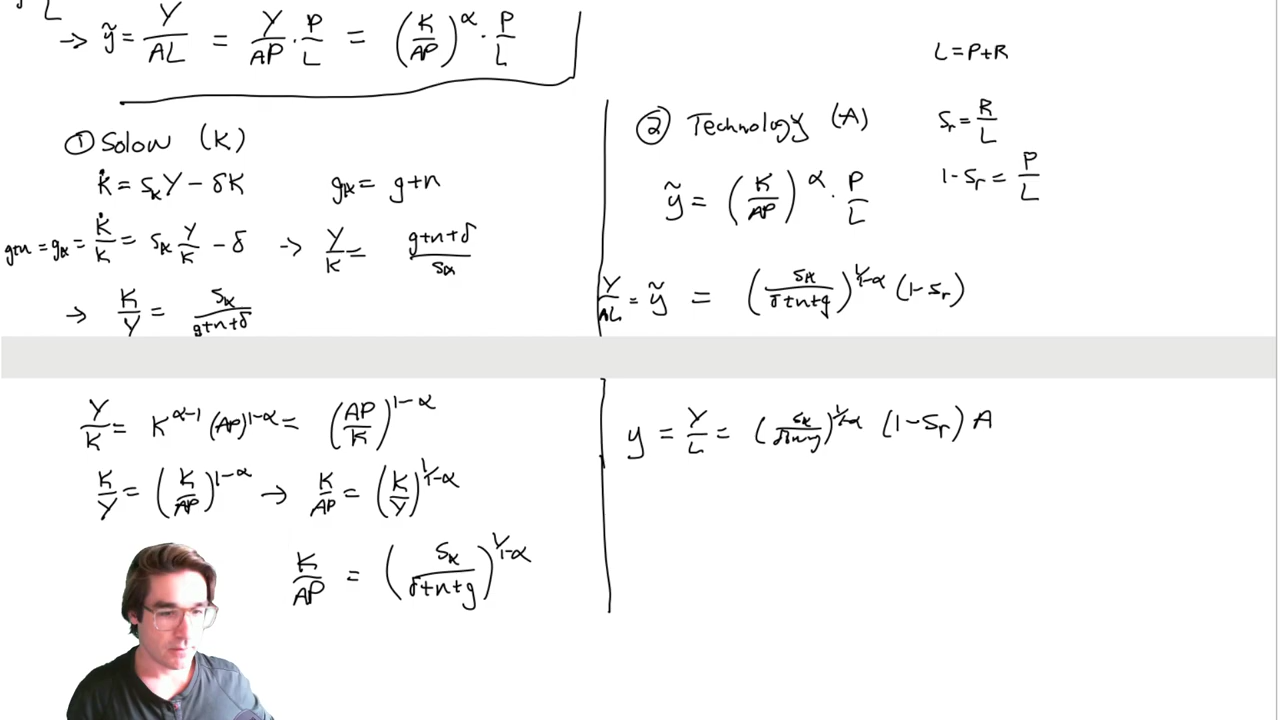 L
→ ỹ = Y/AL = Y/AP · P/L = (K/AP)^α · P/L
L = P+R
① Solow (K)
K̇ = s_k Y − δK g_k = g+n
g+n = g_k = K̇/K = s_k Y/K − δ → Y/K = (g+n+δ)/s_k
→ K/Y = s_k/(g+n+δ)
Y/K = K^(α−1) (AP)^(1−α) = (AP/K)^(1−α)
K/Y = (K/AP)^(1−α) → K/AP = (K/Y)^(1/1−α)
K/AP = (s_k/(δ+n+g))^(1/1−α)
② Technology (A)
s_r = R/L
1−s_r = P/L
ỹ = (K/AP)^α · P/L
Y/AL = ỹ = (s_k/(δ+n+g))^(1/1−α) (1−s_r)
y = Y/L = (s_k/(δ+n+g))^(1/1−α) (1−s_r) A